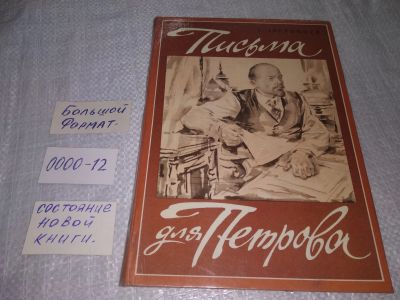 Письма
для Петрова
Большой
Формат.
0000-12
состояние
новой
книги.